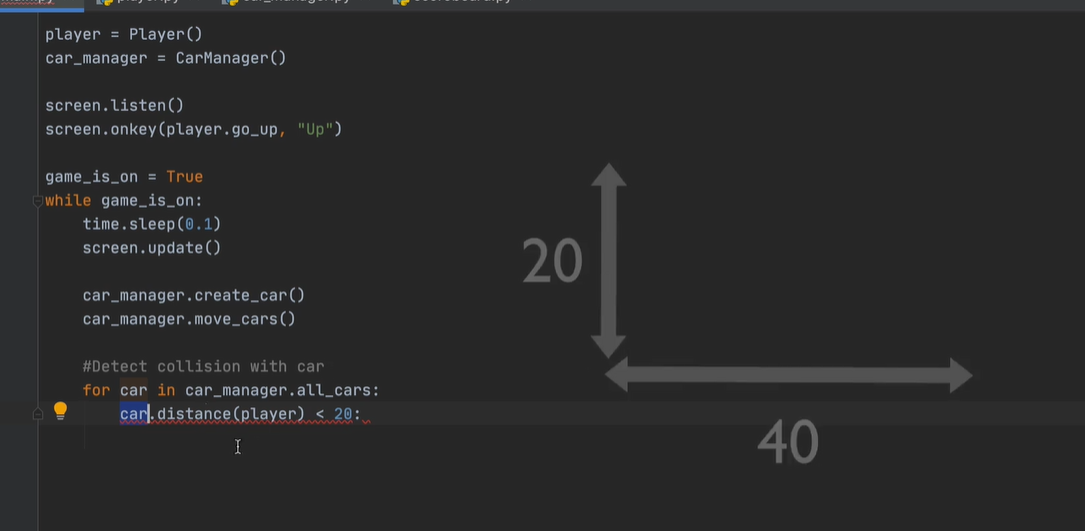 player = Player()
car_manager = CarManager()
screen.listen()
screen.onkey(player.go_up, "Up")
game_is_on = True
while game_is_on:
time.sleep(0.1)
screen.update()
car_manager.create_car()
car_manager.move_cars()
#Detect collision with car
for car in car_manager.all_cars:
car.distance(player) < 20:
20
40